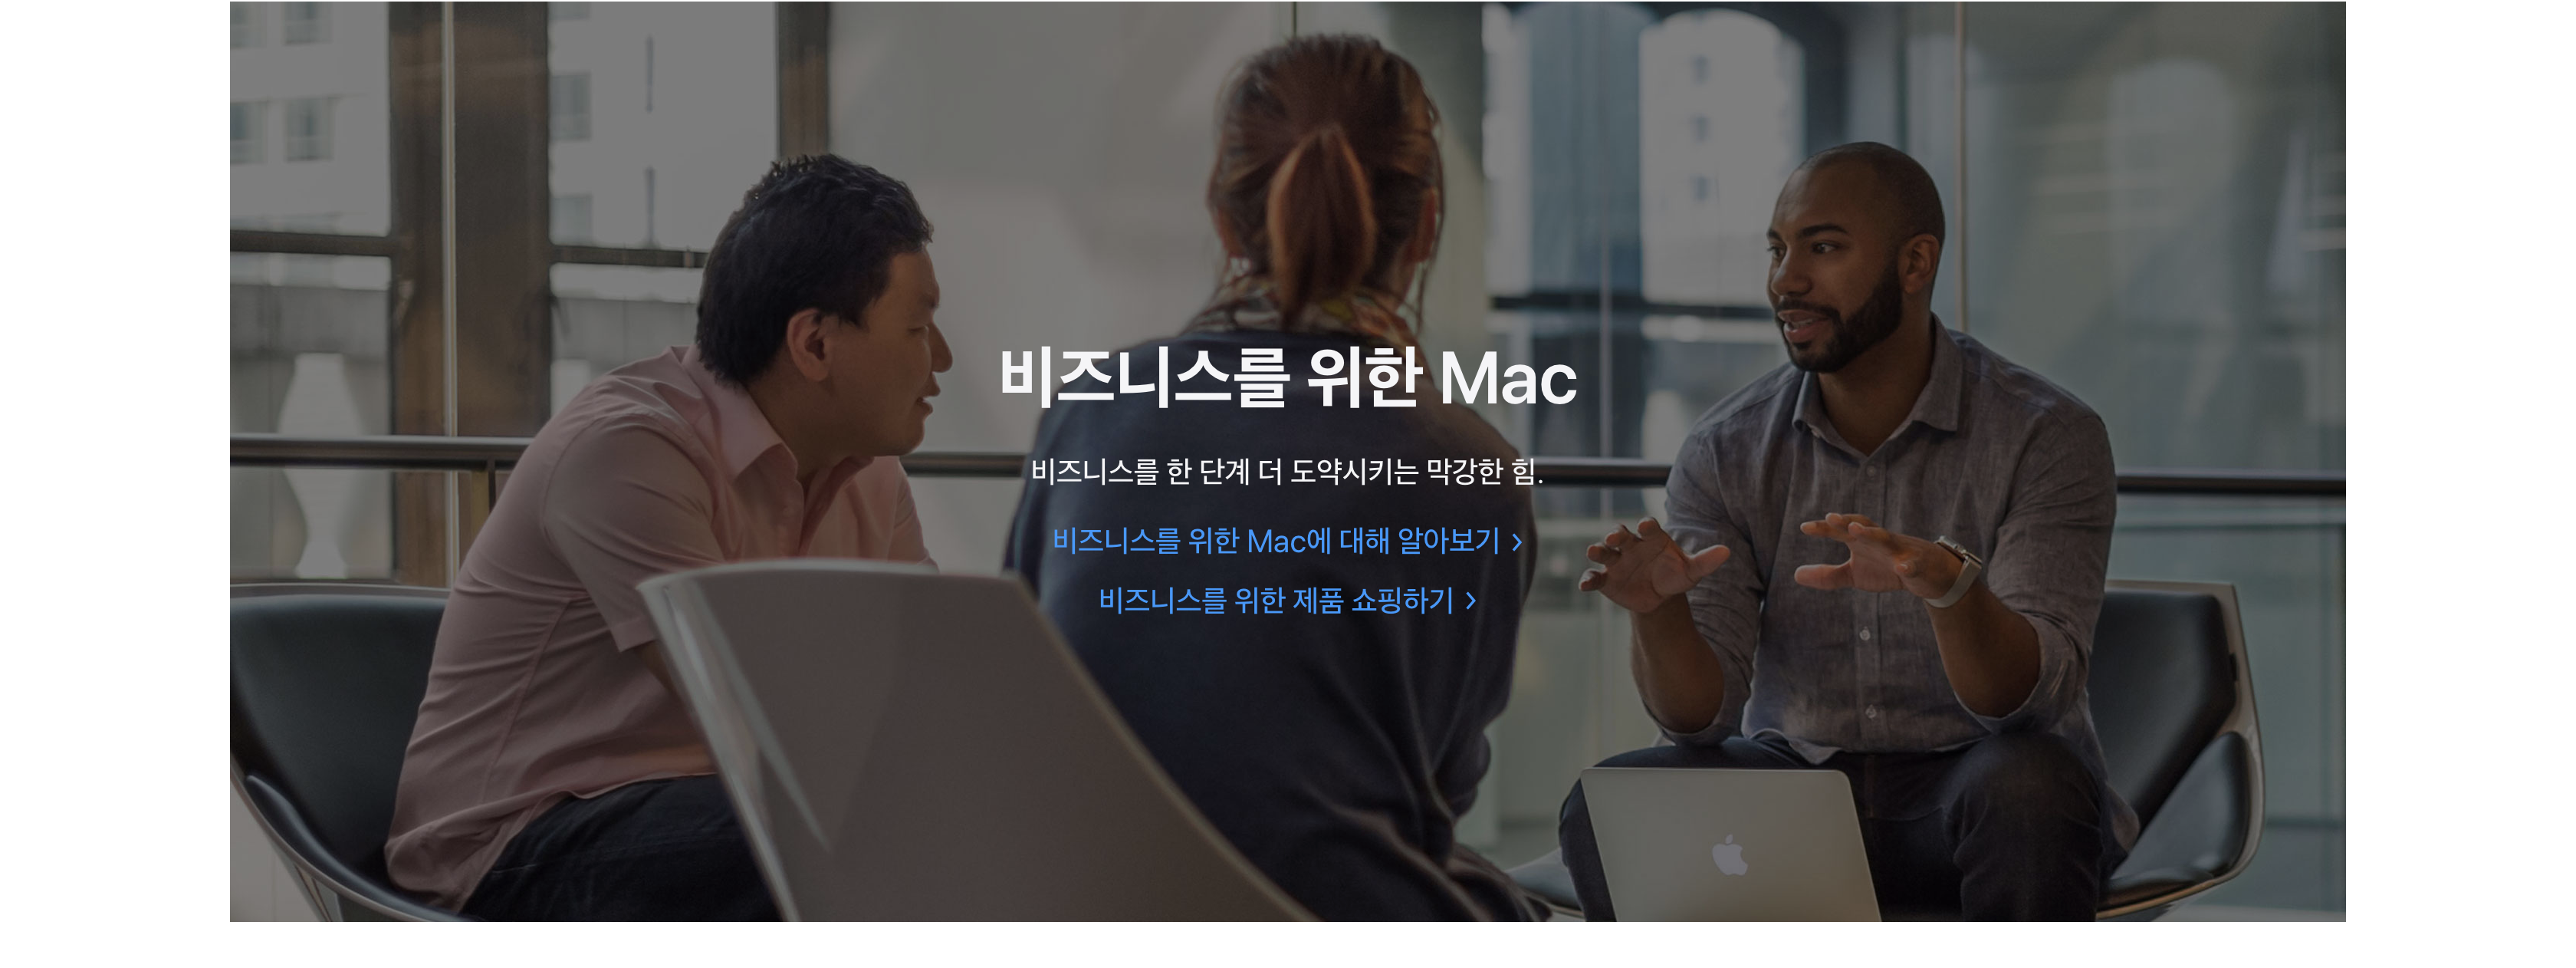 비즈니스를 위한 Mac
비즈니스를 한 단계 더 도약시키는 막강한 힘.
비즈니스를 위한 Mac에 대해 알아보기 >
비즈니스를 위한 제품 쇼핑하기 >